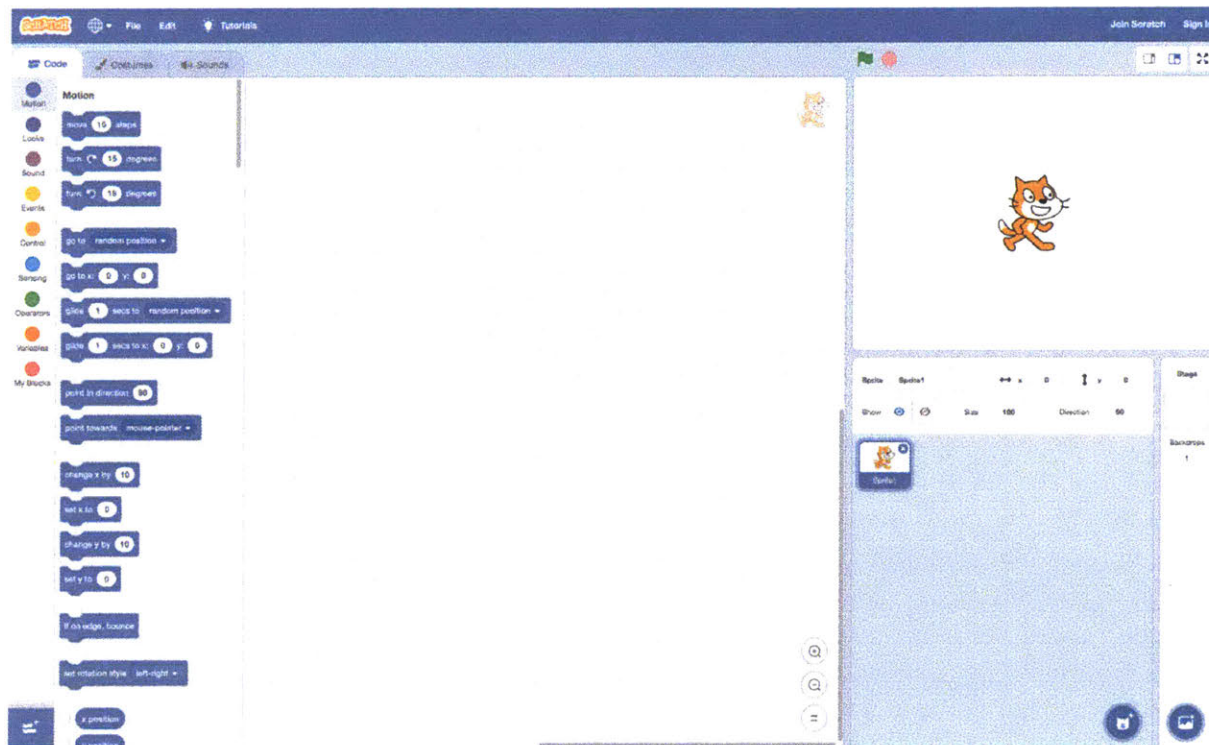 SCRATCH File Edit Tutorials Join Scratch Sign In
Code Costumes Sounds
Motion
Looks
Sound
Events
Control
Sensing
Operators
Variables
My Blocks
Motion
move 10 steps
turn 15 degrees
turn 15 degrees
go to random position
go to x: 0 y: 0
glide 1 secs to random position
glide 1 secs to x: 0 y: 0
point in direction 90
point towards mouse-pointer
change x by 10
set x to 0
change y by 10
set y to 0
if on edge, bounce
set rotation style left-right
x position
Sprite Sprite1 x 0 y 0
Show Size 100 Direction 90
Sprite1
Stage
Backdrops
1